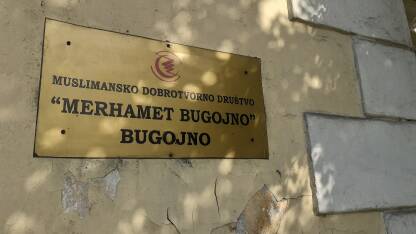 MUSLIMANSKO DOBROTVORNO DRUŠTVO
“MERHAMET BUGOJNO”
BUGOJNO